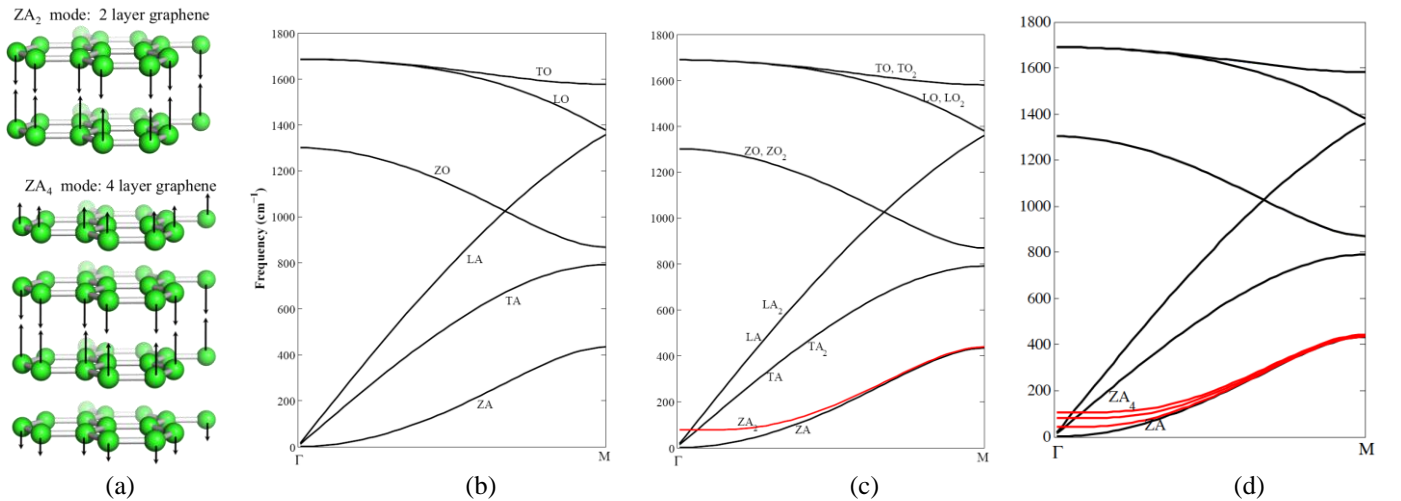 ZA2 mode: 2 layer graphene
ZA4 mode: 4 layer graphene
(a)
1800
1600
1400
1200
1000
800
600
400
200
0
Frequency (cm−1)
TO
LO
ZO
LA
TA
ZA
Γ
M
(b)
1800
1600
1400
1200
1000
800
600
400
200
0
TO, TO2
LO, LO2
ZO, ZO2
LA2
LA
TA2
TA
ZA2
ZA
Γ
M
(c)
1800
1600
1400
1200
1000
800
600
400
200
0
ZA4
ZA
Γ
M
(d)